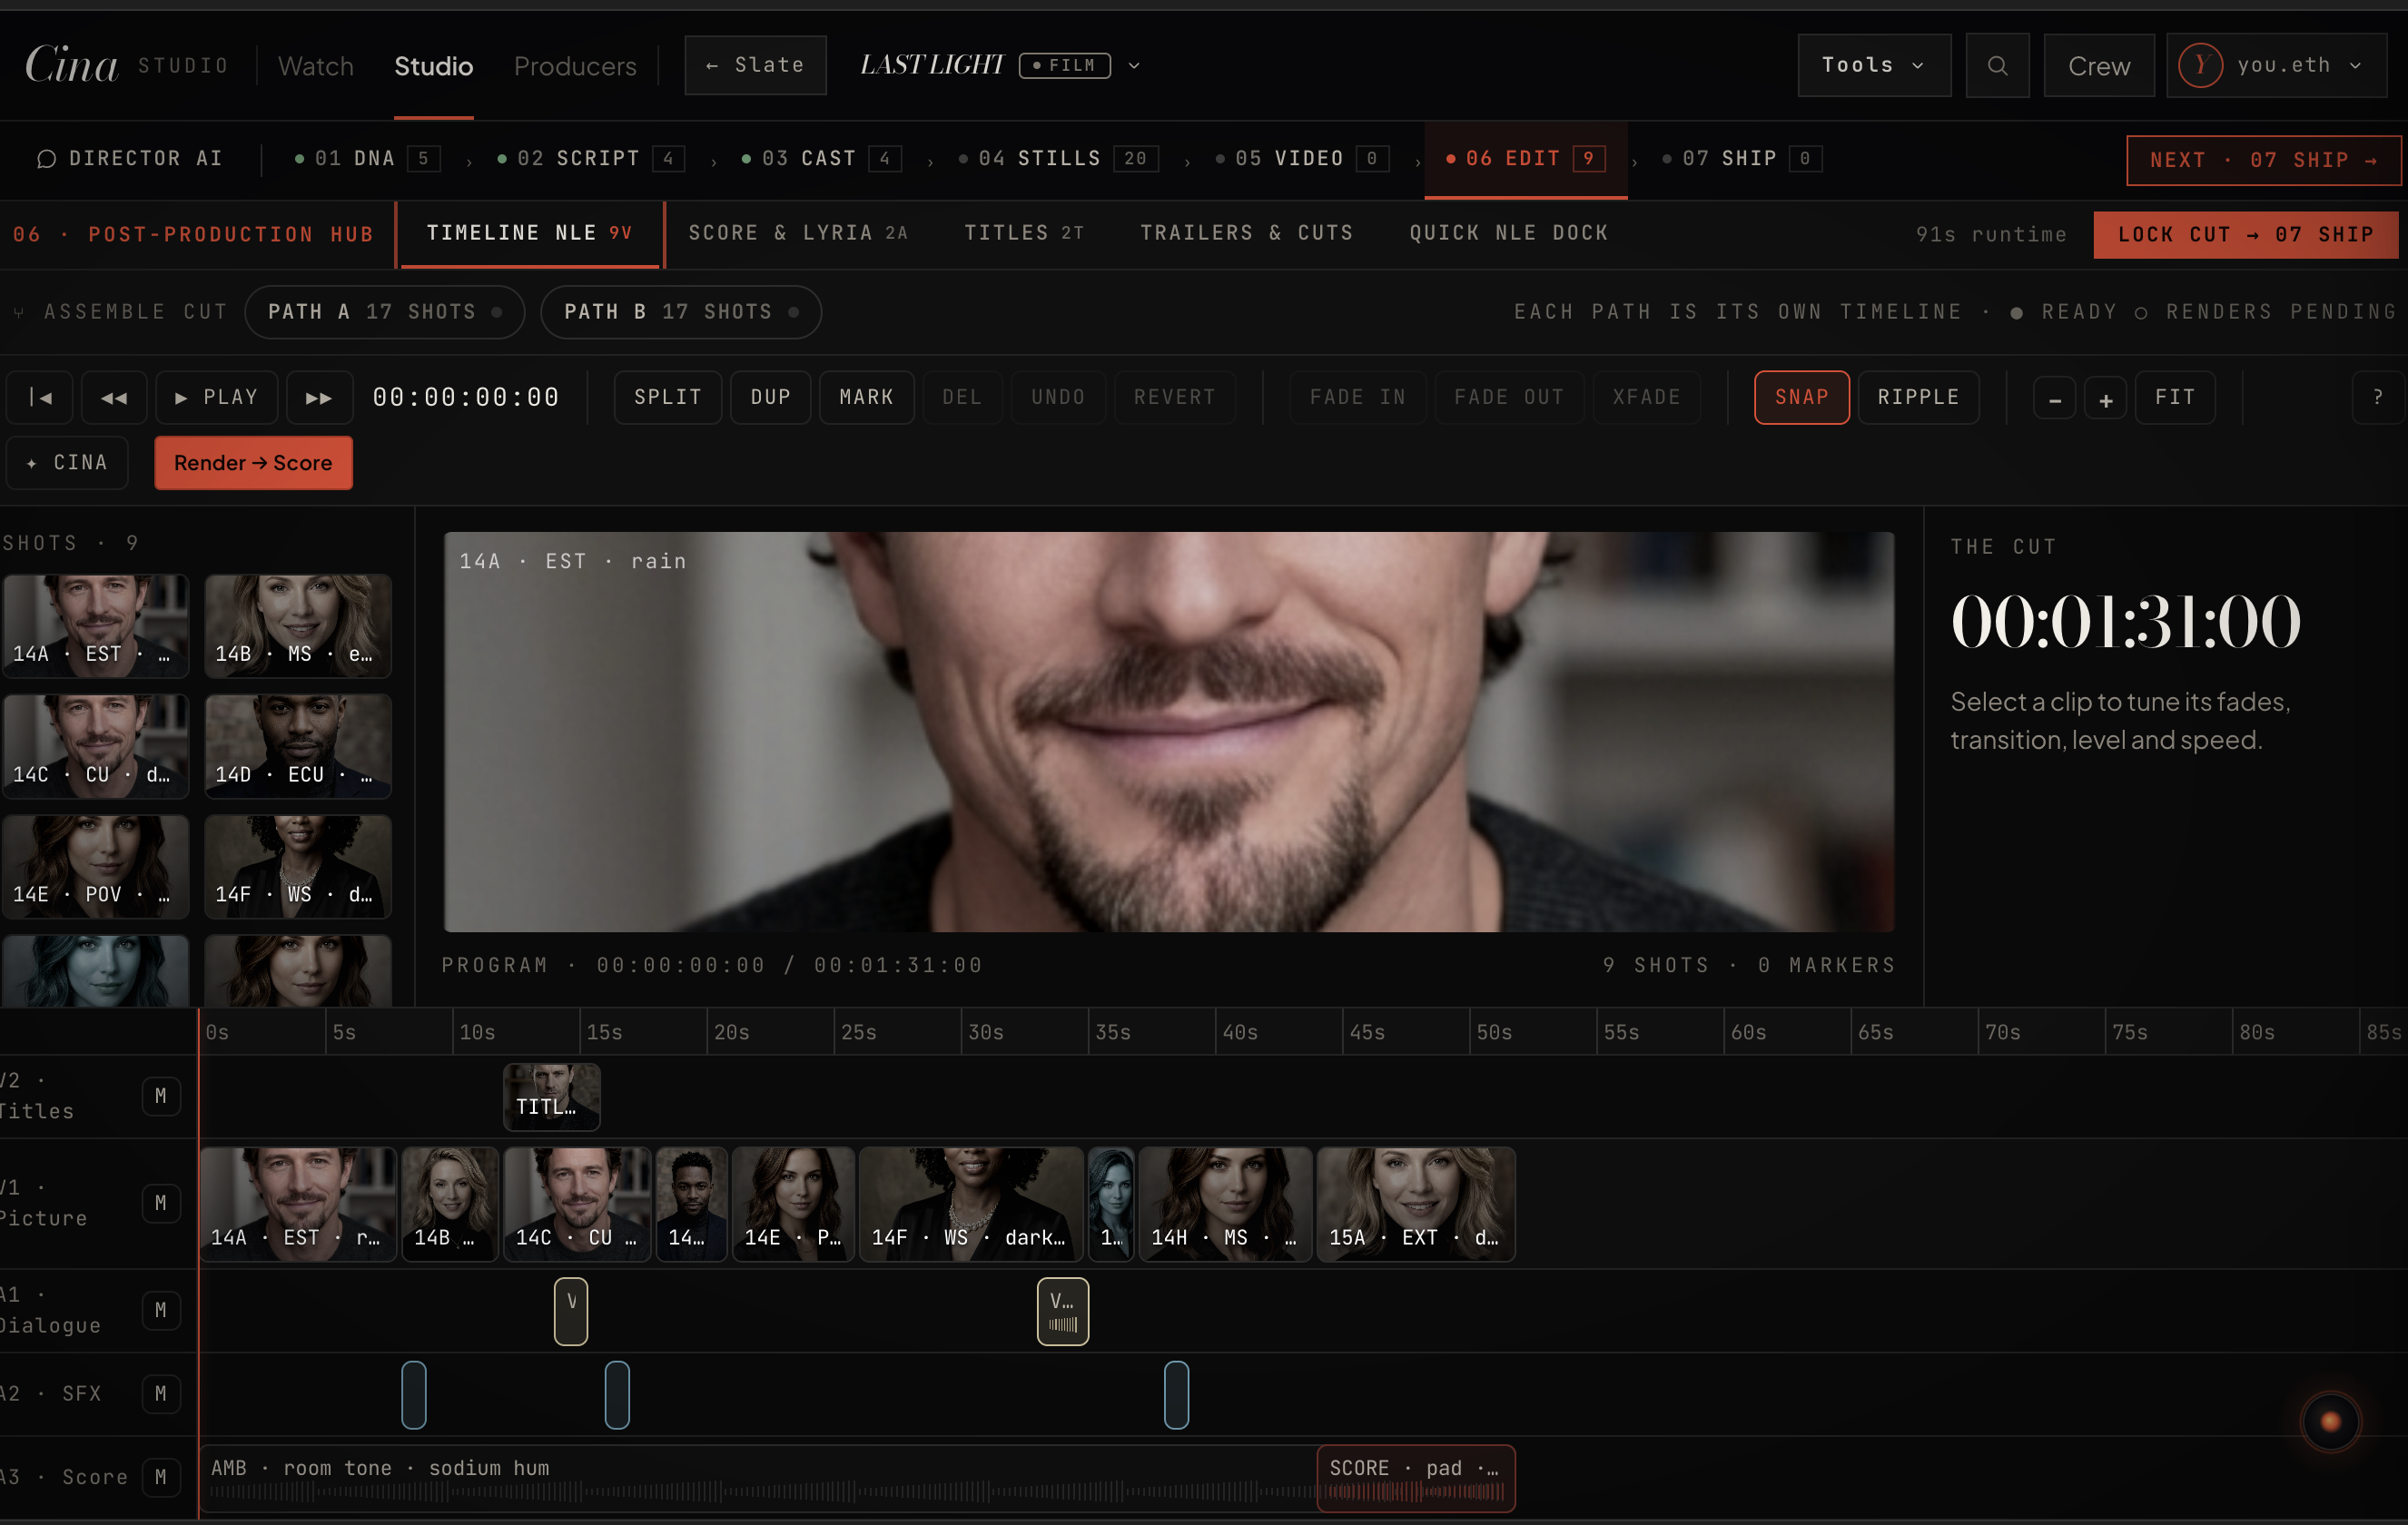 Cina STUDIO Watch Studio Producers ← Slate LAST LIGHT • FILM Tools Crew Y you.eth
DIRECTOR AI 01 DNA 5 › 02 SCRIPT 4 › 03 CAST 4 › 04 STILLS 20 › 05 VIDEO 0 › 06 EDIT 9 › 07 SHIP 0 NEXT · 07 SHIP →
06 · POST-PRODUCTION HUB TIMELINE NLE 9V SCORE & LYRIA 2A TITLES 2T TRAILERS & CUTS QUICK NLE DOCK 91s runtime LOCK CUT → 07 SHIP
ASSEMBLE CUT PATH A 17 SHOTS PATH B 17 SHOTS EACH PATH IS ITS OWN TIMELINE · ● READY ○ RENDERS PENDING
|◀ ◀◀ ▶ PLAY ▶▶ 00:00:00:00 SPLIT DUP MARK DEL UNDO REVERT FADE IN FADE OUT XFADE SNAP RIPPLE − + FIT ?
✦ CINA Render → Score
SHOTS · 9
14A · EST · …
14B · MS · e…
14C · CU · d…
14D · ECU · …
14E · POV · …
14F · WS · d…
14A · EST · rain
PROGRAM · 00:00:00:00 / 00:01:31:00 9 SHOTS · 0 MARKERS
THE CUT
00:01:31:00
Select a clip to tune its fades,
transition, level and speed.
0s 5s 10s 15s 20s 25s 30s 35s 40s 45s 50s 55s 60s 65s 70s 75s 80s 85s
V2 ·
Titles
M
TITL…
V1 ·
Picture
M
14A · EST · r… 14B … 14C · CU … 14… 14E · P… 14F · WS · dark… 1… 14H · MS · … 15A · EXT · d…
A1 ·
Dialogue
M
V V…
A2 · SFX M
A3 · Score M
AMB · room tone · sodium hum SCORE · pad ·…